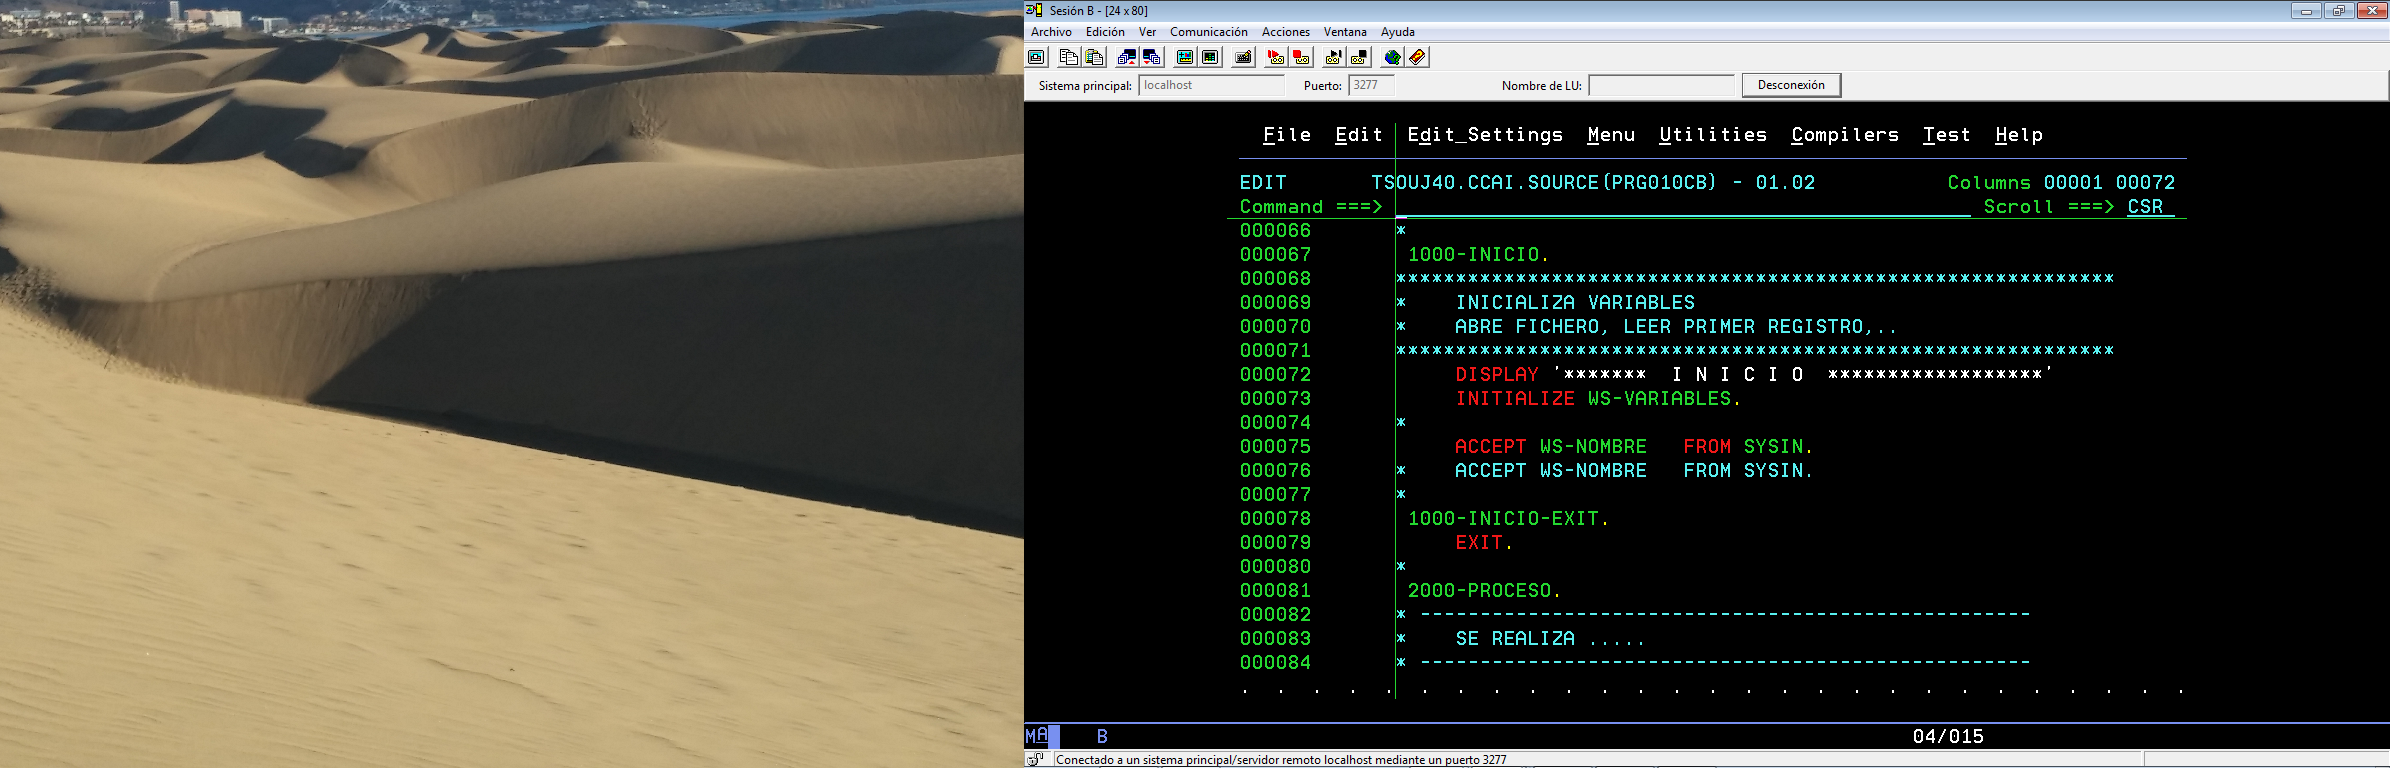 Sesión B - [24 x 80]
Archivo Edición Ver Comunicación Acciones Ventana Ayuda
Sistema principal: localhost Puerto: 3277 Nombre de LU: Desconexión
File Edit Edit_Settings Menu Utilities Compilers Test Help
EDIT TSOUJ40.CCAI.SOURCE(PRG010CB) - 01.02 Columns 00001 00072
Command ===> Scroll ===> CSR
000066 *
000067 1000-INICIO.
000068 ************************************************************
000069 * INICIALIZA VARIABLES
000070 * ABRE FICHERO, LEER PRIMER REGISTRO,..
000071 ************************************************************
000072 DISPLAY '******* I N I C I O ******************'
000073 INITIALIZE WS-VARIABLES.
000074 *
000075 ACCEPT WS-NOMBRE FROM SYSIN.
000076 * ACCEPT WS-NOMBRE FROM SYSIN.
000077 *
000078 1000-INICIO-EXIT.
000079 EXIT.
000080 *
000081 2000-PROCESO.
000082 * ---------------------------------------------------
000083 * SE REALIZA .....
000084 * ---------------------------------------------------
. . . . . . . . . . . . . . . . . . . . . . . . . . .
MA B 04/015
Conectado a un sistema principal/servidor remoto localhost mediante un puerto 3277